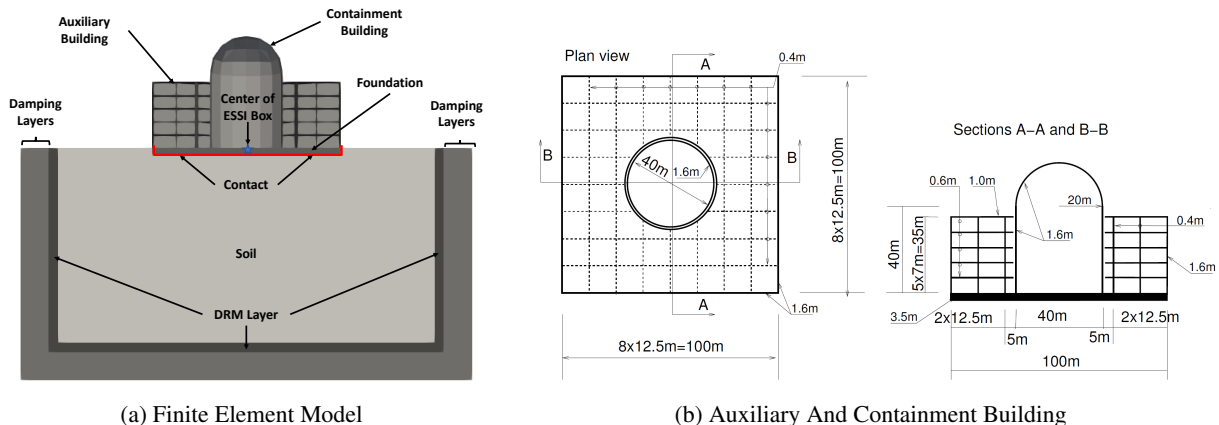 Auxiliary
Building
Containment
Building
Foundation
Damping
Layers
Center of
ESSI Box
Damping
Layers
Contact
Soil
DRM Layer
(a) Finite Element Model
Plan view
A
0.4m
B
B
40m
1.6m
8x12.5m=100m
A
1.6m
8x12.5m=100m
Sections A-A and B-B
0.6m
1.0m
20m
0.4m
40m
5x7m=35m
1.6m
1.6m
3.5m
2x12.5m
40m
2x12.5m
5m
5m
100m
(b) Auxiliary And Containment Building